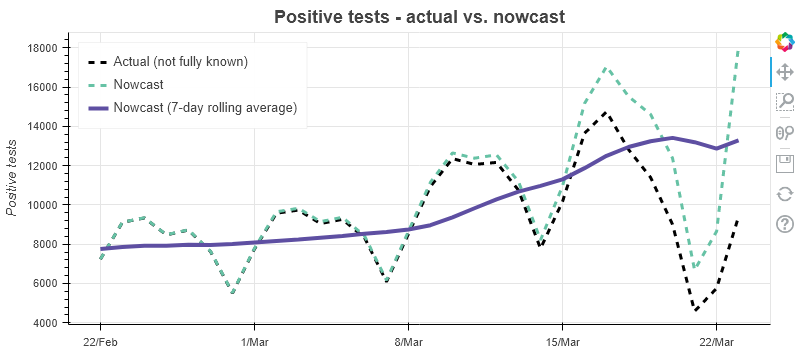 Positive tests - actual vs. nowcast
Actual (not fully known)
Nowcast
Nowcast (7-day rolling average)
Positive tests
18000
16000
14000
12000
10000
8000
6000
4000
22/Feb
1/Mar
8/Mar
15/Mar
22/Mar